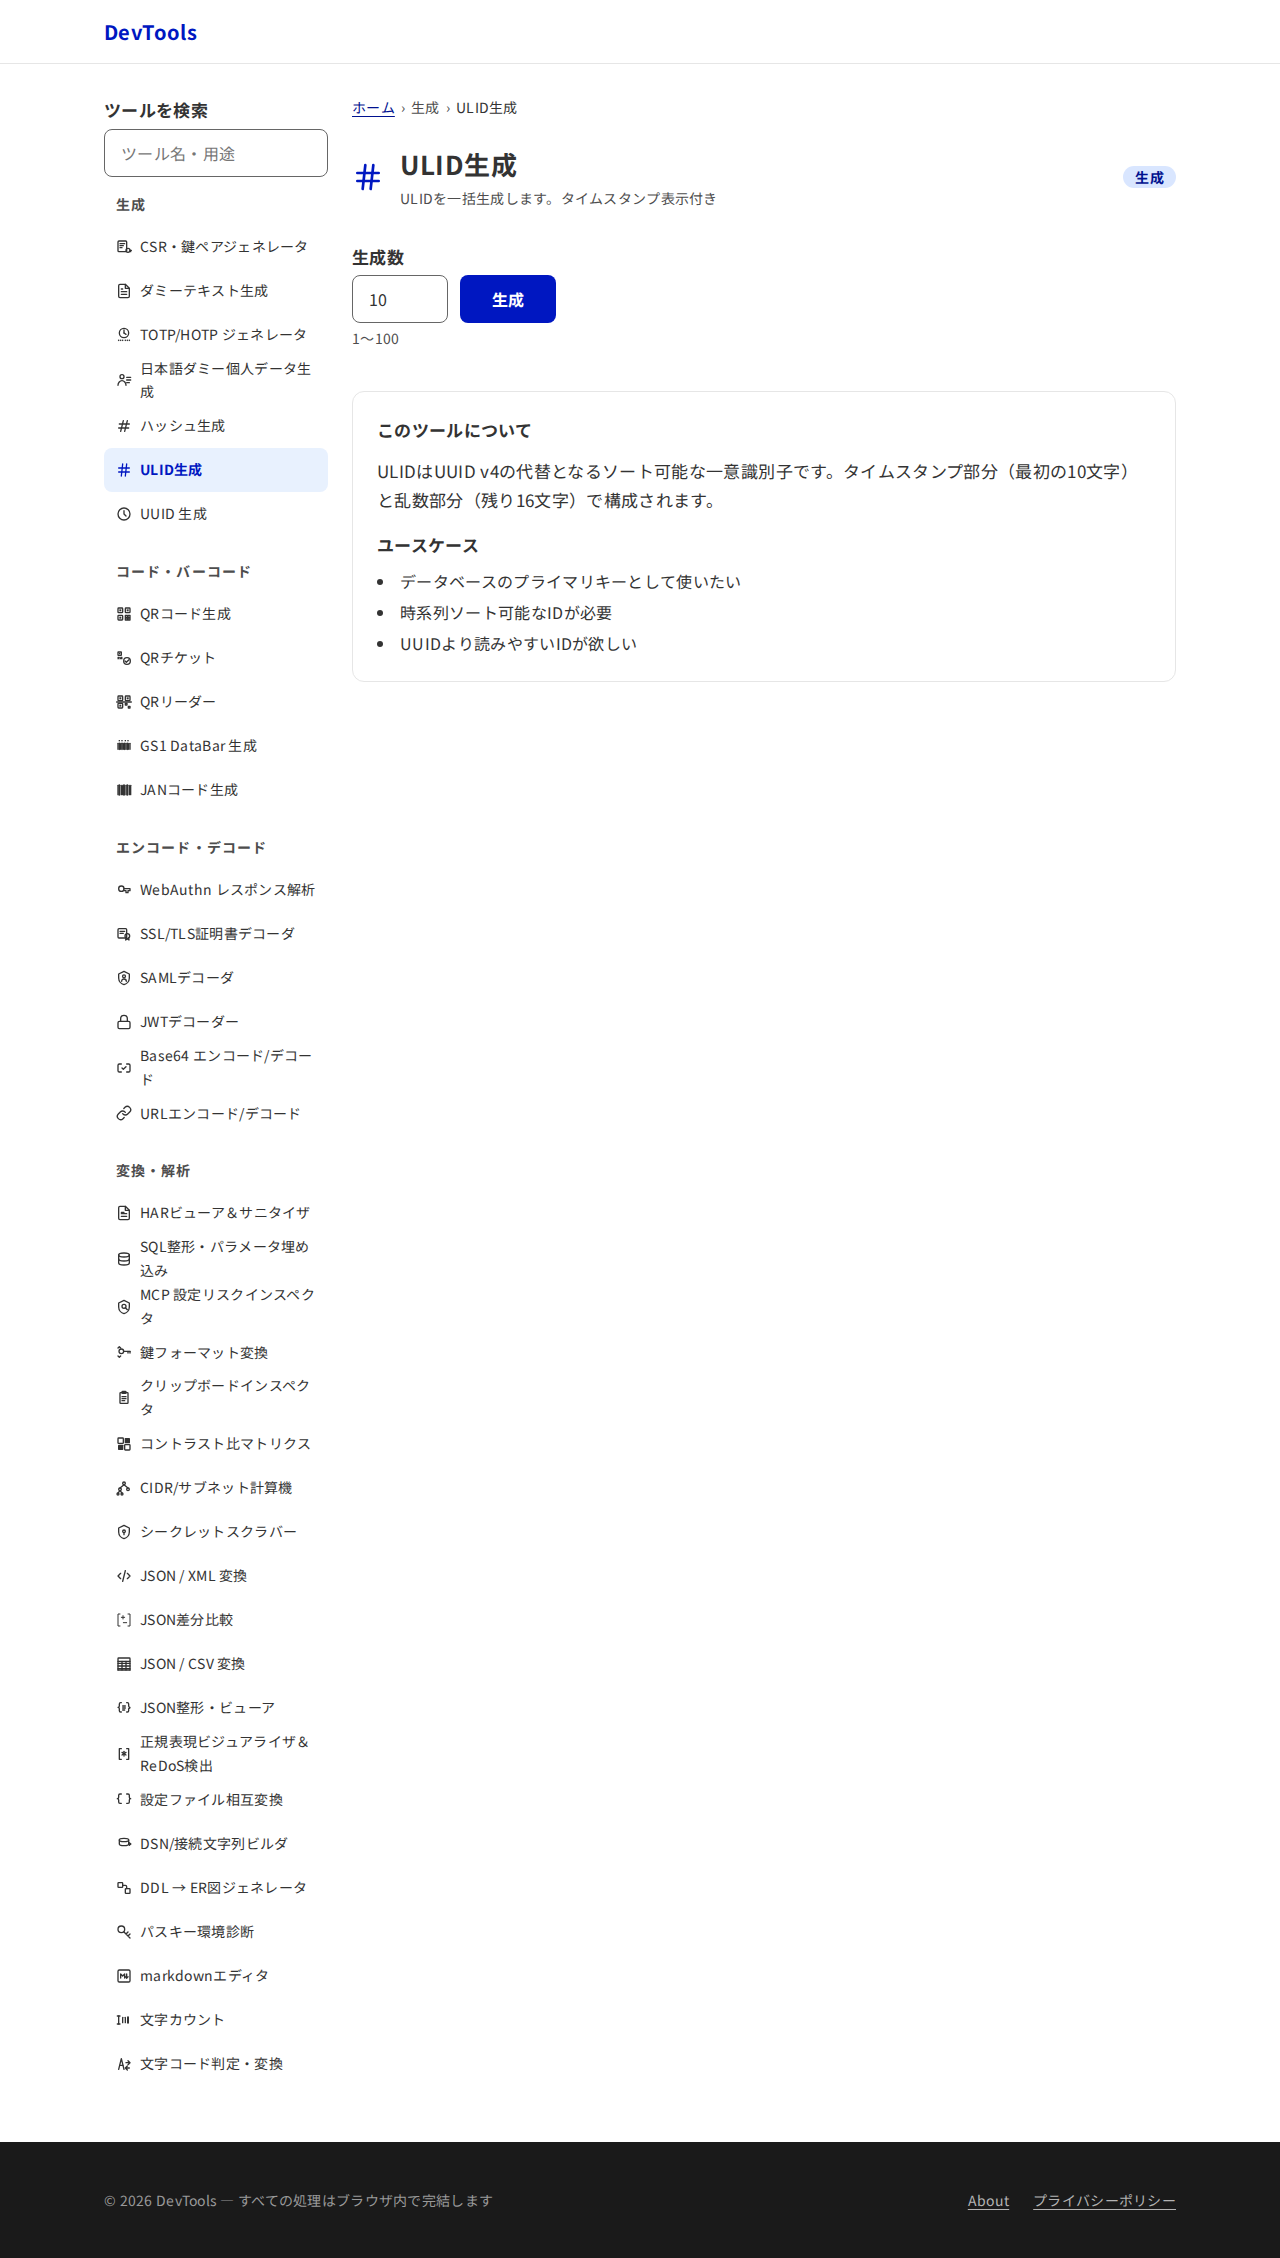 DevTools
ツールを検索
ツール名・用途
生成
CSR・鍵ペアジェネレータ
ダミーテキスト生成
TOTP/HOTP ジェネレータ
日本語ダミー個人データ生
成
ハッシュ生成
ULID生成
UUID 生成
コード・バーコード
QRコード生成
QRチケット
QRリーダー
GS1 DataBar 生成
JANコード生成
エンコード・デコード
WebAuthn レスポンス解析
SSL/TLS証明書デコーダ
SAMLデコーダ
JWTデコーダー
Base64 エンコード/デコー
ド
URLエンコード/デコード
変換・解析
HARビューア＆サニタイザ
SQL整形・パラメータ埋め
込み
MCP 設定リスクインスペク
タ
鍵フォーマット変換
クリップボードインスペク
タ
コントラスト比マトリクス
CIDR/サブネット計算機
シークレットスクラバー
JSON / XML 変換
JSON差分比較
JSON / CSV 変換
JSON整形・ビューア
正規表現ビジュアライザ＆
ReDoS検出
設定ファイル相互変換
DSN/接続文字列ビルダ
DDL → ER図ジェネレータ
パスキー環境診断
markdownエディタ
文字カウント
文字コード判定・変換
ホーム › 生成 › ULID生成
ULID生成
ULIDを一括生成します。タイムスタンプ表示付き
生成
生成数
10
生成
1〜100
このツールについて
ULIDはUUID v4の代替となるソート可能な一意識別子です。タイムスタンプ部分（最初の10文字）
と乱数部分（残り16文字）で構成されます。
ユースケース
• データベースのプライマリキーとして使いたい
• 時系列ソート可能なIDが必要
• UUIDより読みやすいIDが欲しい
© 2026 DevTools — すべての処理はブラウザ内で完結します
About
プライバシーポリシー